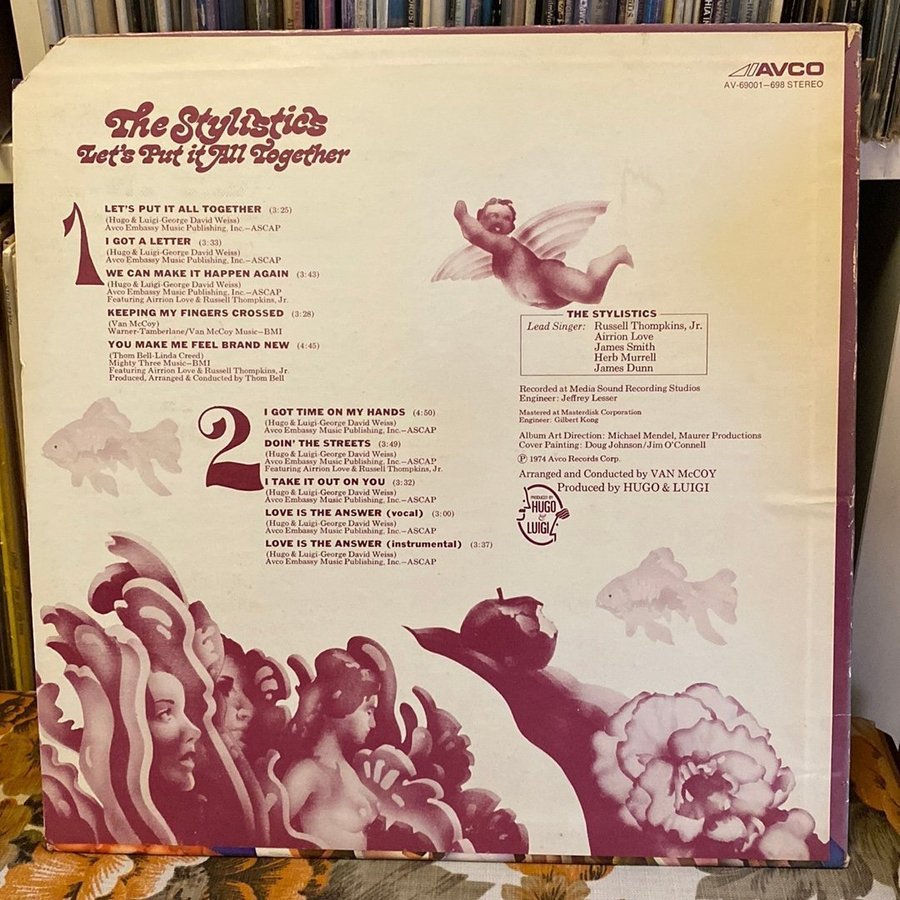 AVCO
AV-69001-698 STEREO
The Stylistics
Let's Put it All Together
1
LET'S PUT IT ALL TOGETHER (3:25)
(Hugo & Luigi-George David Weiss)
Avco Embassy Music Publishing, Inc.-ASCAP
I GOT A LETTER (3:33)
(Hugo & Luigi-George David Weiss)
Avco Embassy Music Publishing, Inc.-ASCAP
WE CAN MAKE IT HAPPEN AGAIN (3:43)
(Hugo & Luigi-George David Weiss)
Avco Embassy Music Publishing, Inc.-ASCAP
Featuring Airrion Love & Russell Thompkins, Jr.
KEEPING MY FINGERS CROSSED (3:28)
(Van McCoy)
Warner-Tamberlane/Van McCoy Music-BMI
YOU MAKE ME FEEL BRAND NEW (4:45)
(Thom Bell-Linda Creed)
Mighty Three Music-BMI
Featuring Airrion Love & Russell Thompkins, Jr.
Produced, Arranged & Conducted by Thom Bell
2
I GOT TIME ON MY HANDS (4:50)
(Hugo & Luigi-George David Weiss)
Avco Embassy Music Publishing, Inc.-ASCAP
DOIN' THE STREETS (3:49)
(Hugo & Luigi-George David Weiss)
Avco Embassy Music Publishing, Inc.-ASCAP
Featuring Airrion Love & Russell Thompkins, Jr.
I TAKE IT OUT ON YOU (3:32)
(Hugo & Luigi-George David Weiss)
Avco Embassy Music Publishing, Inc.-ASCAP
LOVE IS THE ANSWER (vocal) (3:00)
(Hugo & Luigi-George David Weiss)
Avco Embassy Music Publishing, Inc.-ASCAP
LOVE IS THE ANSWER (instrumental) (3:37)
(Hugo & Luigi-George David Weiss)
Avco Embassy Music Publishing, Inc.-ASCAP
THE STYLISTICS
Lead Singer: Russell Thompkins, Jr.
Airrion Love
James Smith
Herb Murrell
James Dunn
Recorded at Media Sound Recording Studios
Engineer: Jeffrey Lesser
Mastered at Masterdisk Corporation
Engineer: Gilbert Kong
Album Art Direction: Michael Mendel, Maurer Productions
Cover Painting: Doug Johnson/Jim O'Connell
℗ 1974 Avco Records Corp.
Arranged and Conducted by VAN McCOY
Produced by HUGO & LUIGI
PRODUCED BY
HUGO
&
LUIGI